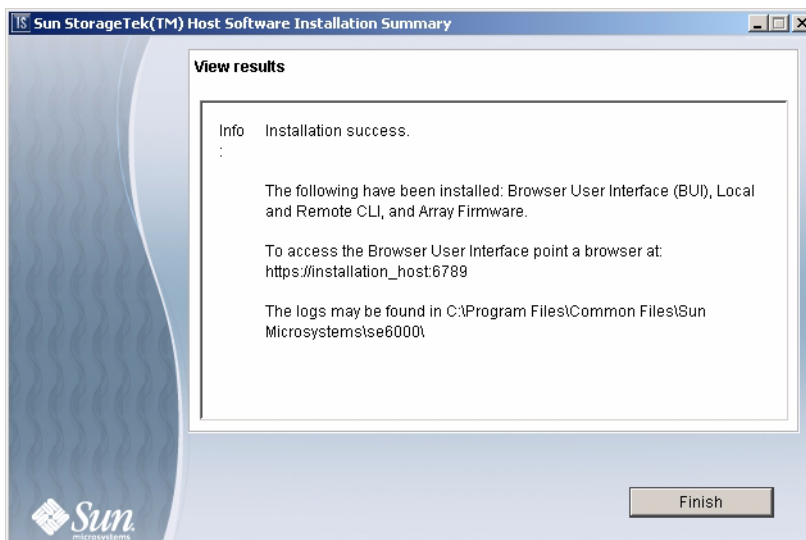 Sun StorageTek(TM) Host Software Installation Summary
View results
Info Installation success.
:
The following have been installed: Browser User Interface (BUI), Local
and Remote CLI, and Array Firmware.
To access the Browser User Interface point a browser at:
https://installation_host:6789
The logs may be found in C:\Program Files\Common Files\Sun
Microsystems\se6000\
Finish
Sun
microsystems